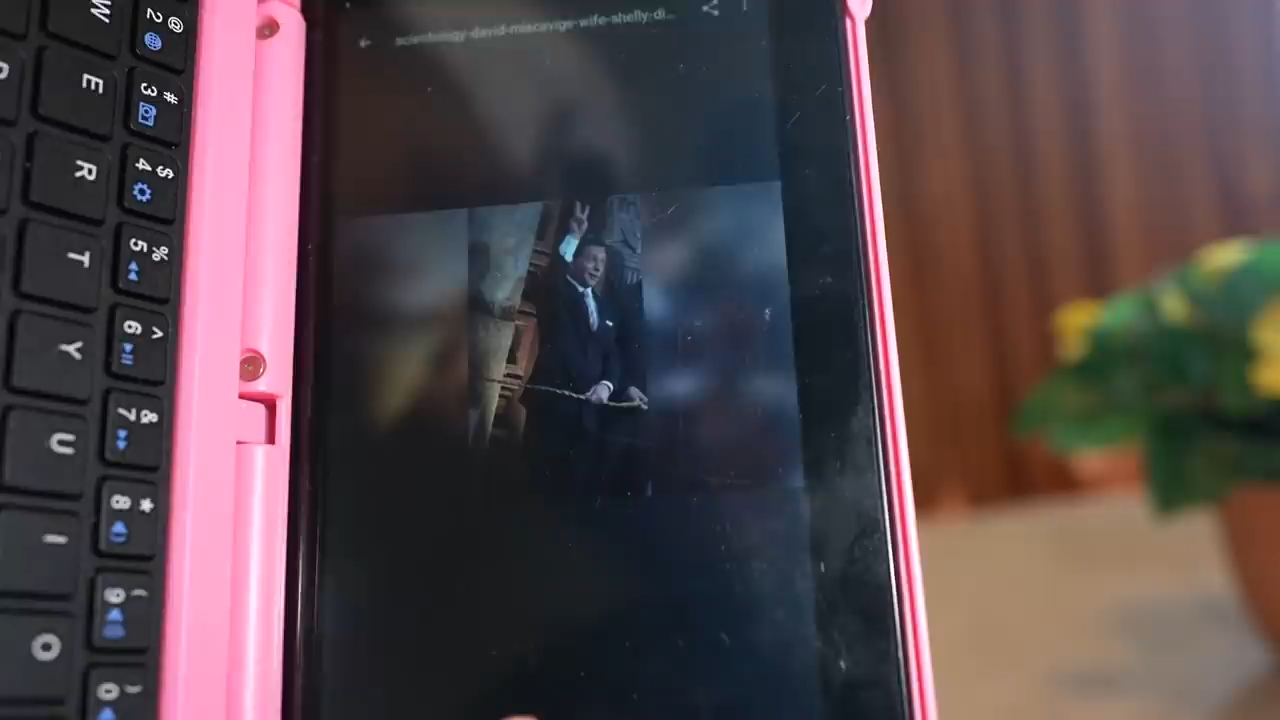 scientology-david-miscavige-wife-shelly-di...
W
@
2
E
#
3
R
$
4
T
%
5
Y
^
6
U
&
7
I
*
8
O
(
9
)
0